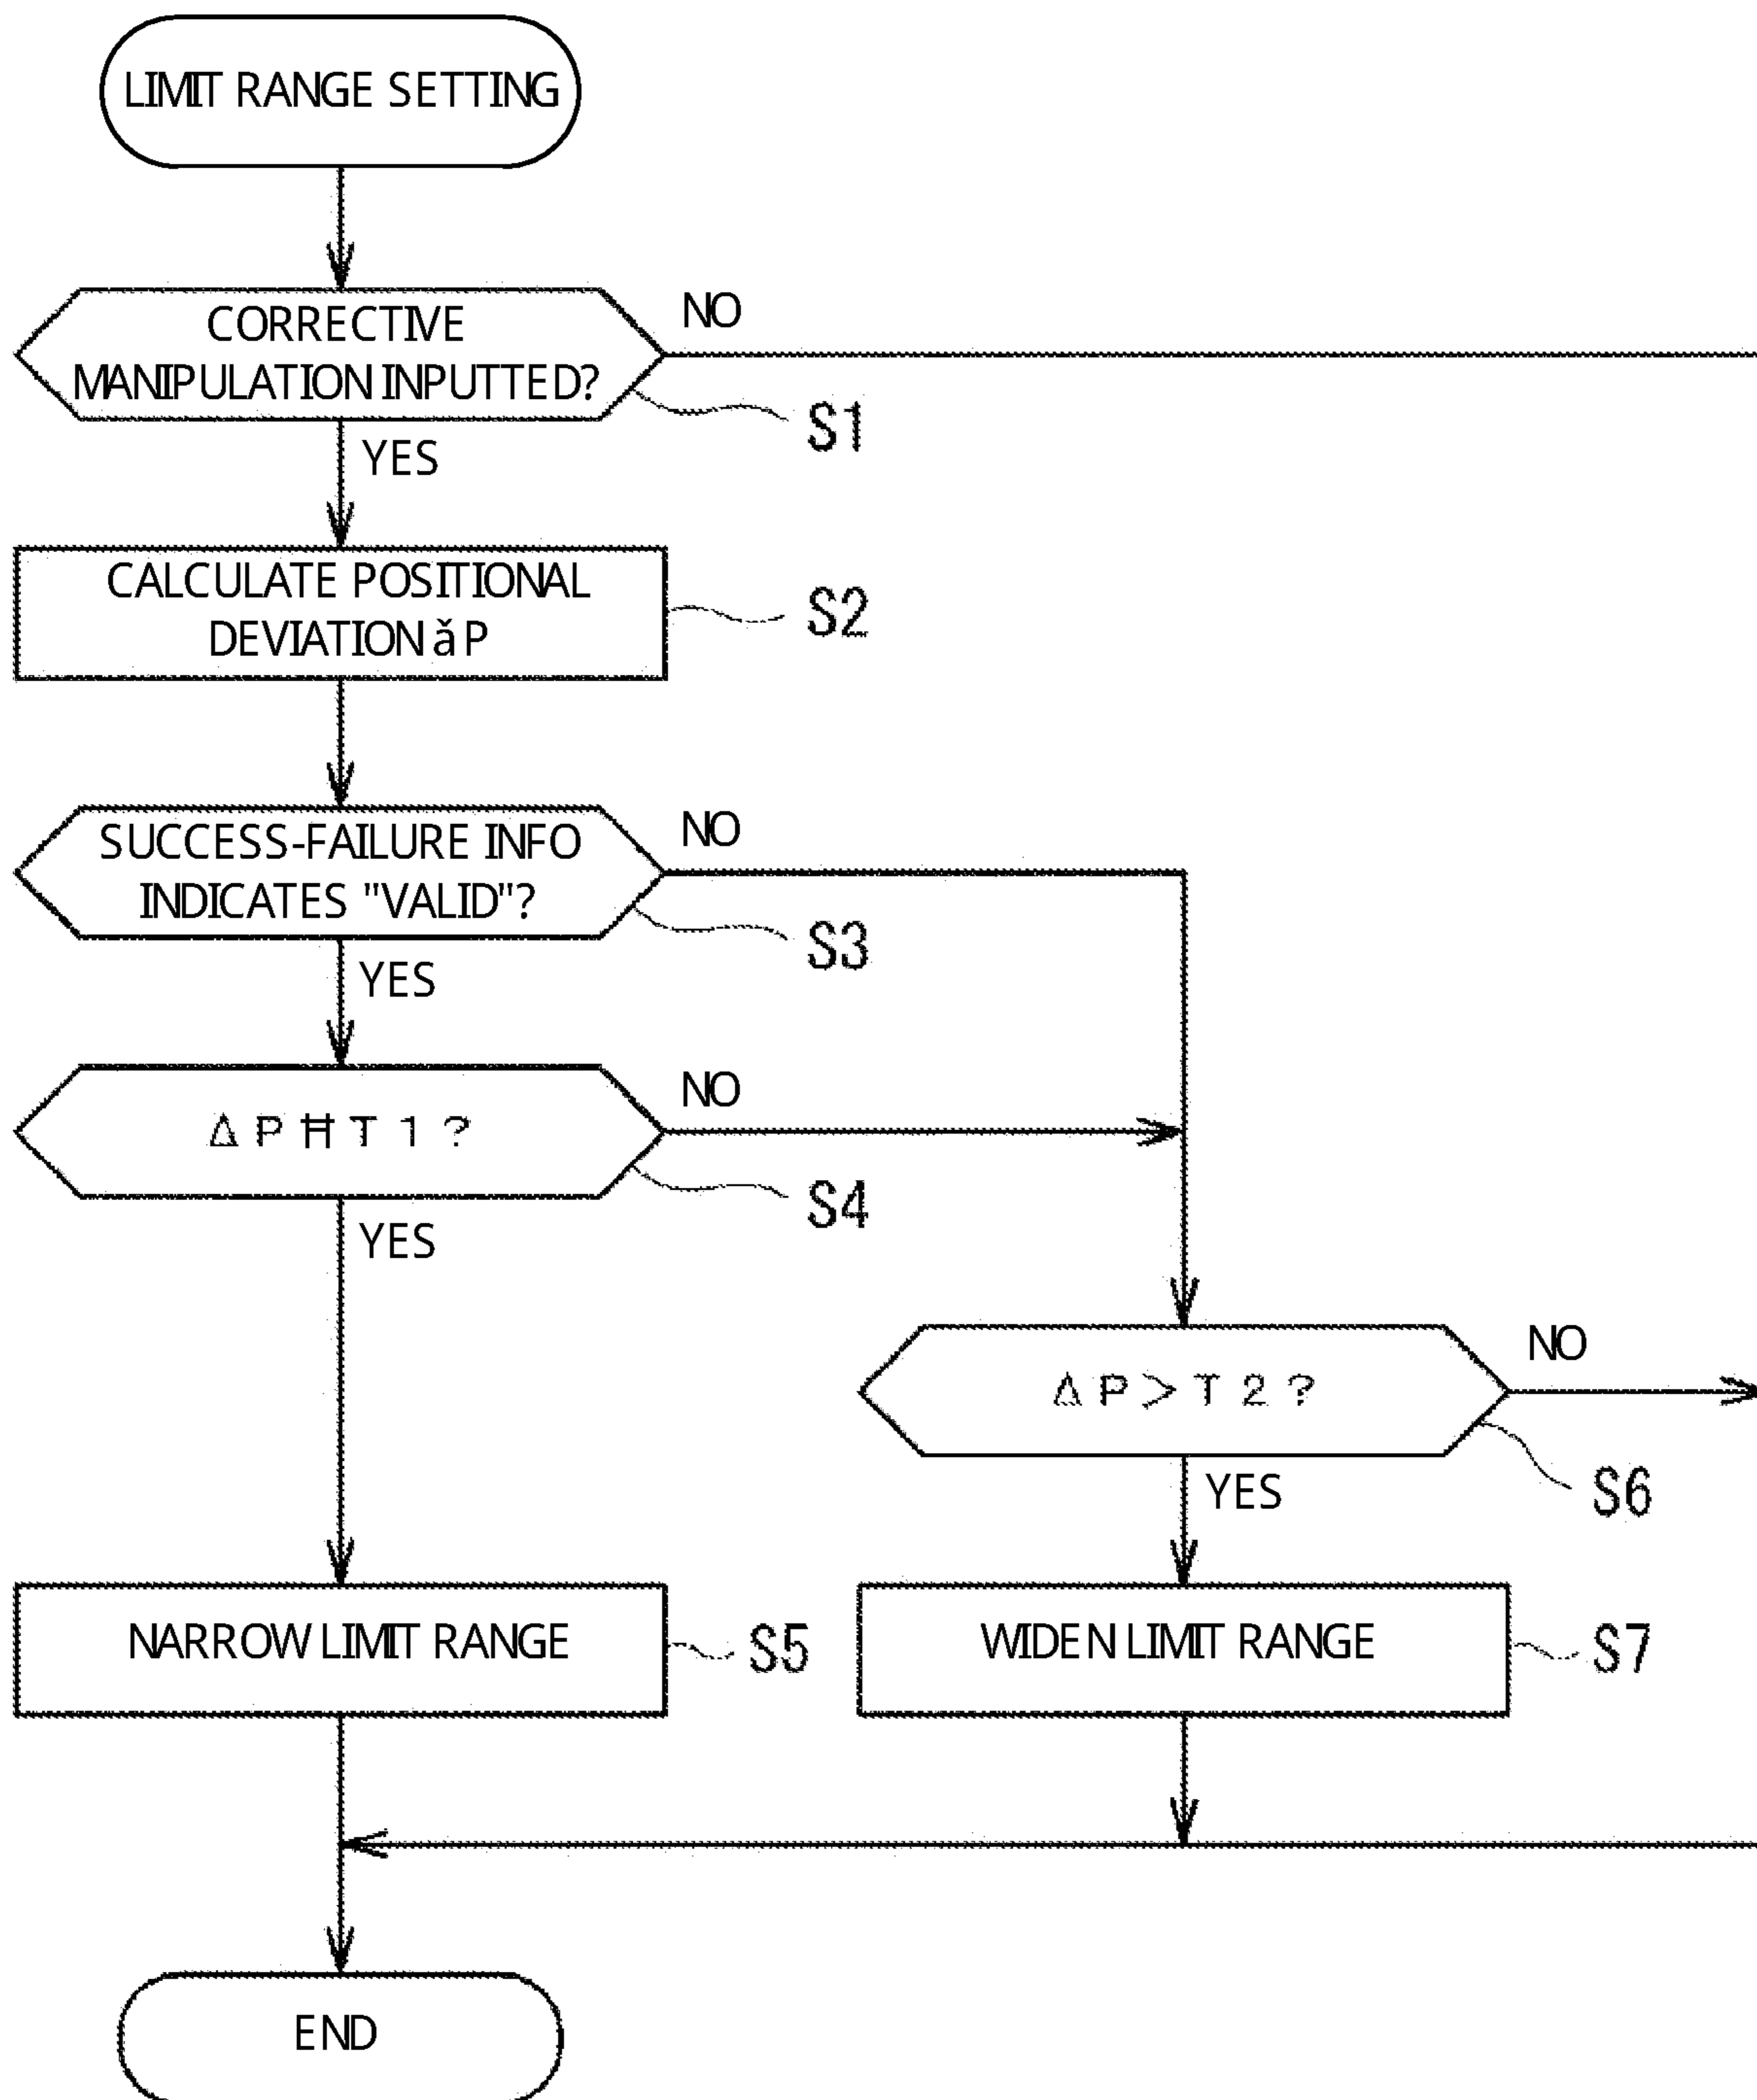 LIMIT RANGE SETTING
CORRECTIVE
MANIPULATION INPUTTED?
NO
S1
YES
CALCULATE POSITIONAL
DEVIATION ǎ P
S2
SUCCESS-FAILURE INFO
INDICATES "VALID"?
NO
S3
YES
Δ P Ħ T 1 ?
NO
S4
YES
Δ P > T 2 ?
NO
S6
YES
NARROW LIMIT RANGE
S5
WIDEN LIMIT RANGE
S7
END